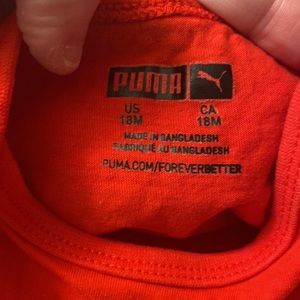 PUMA
US CA
18M 18M
MADE IN BANGLADESH
FABRIQUÉ AU BANGLADESH
PUMA.COM/FOREVERBETTER